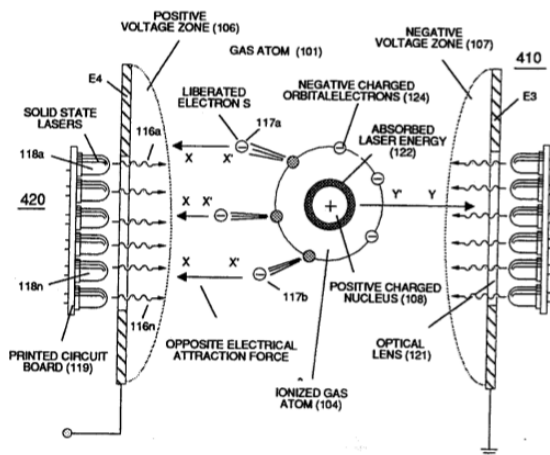 POSITIVE
VOLTAGE ZONE (106)
GAS ATOM (101)
NEGATIVE
VOLTAGE ZONE (107)
410
E4
E3
SOLID STATE
LASERS
LIBERATED
ELECTRON S
NEGATIVE CHARGED
ORBITALELECTRONS (124)
116a
117a
ABSORBED
LASER ENERGY
(122)
118a
X X'
420
X X'
+
Y' Y
X X'
118n
117b
POSITIVE CHARGED
NUCLEUS (108)
116n
OPPOSITE ELECTRICAL
ATTRACTION FORCE
OPTICAL
LENS (121)
PRINTED CIRCUIT
BOARD (119)
IONIZED GAS
ATOM (104)